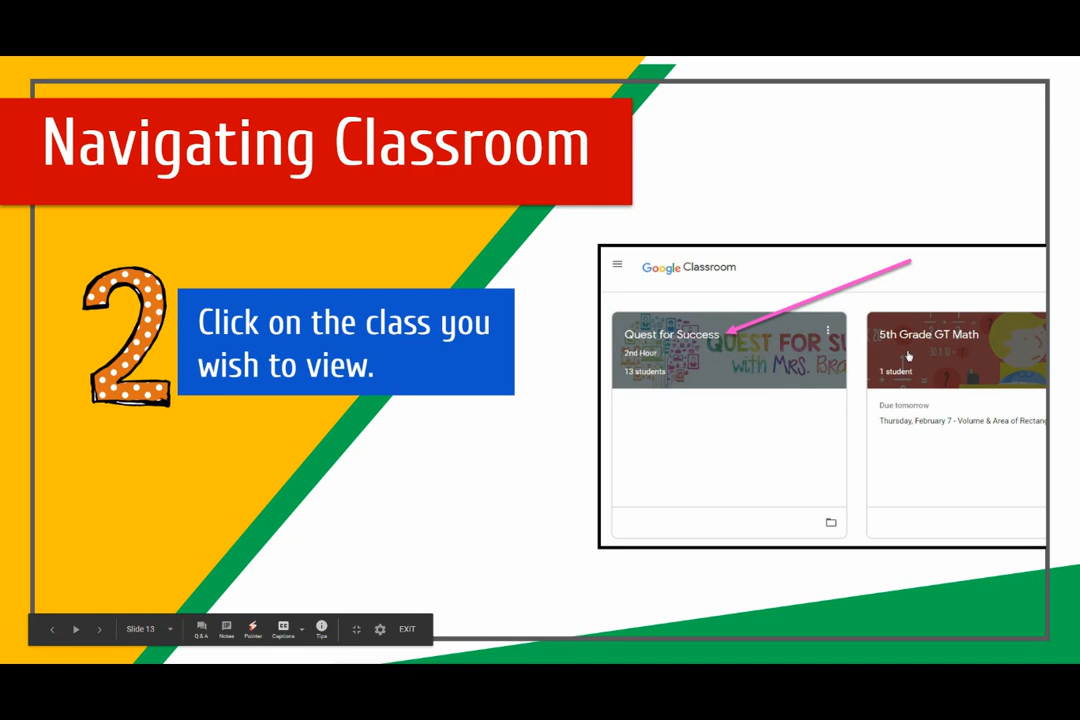 Navigating Classroom
2
Click on the class you
wish to view.
Google Classroom
Quest for Success
2nd Hour
13 students
QUEST FOR SU
with Mrs. Bra
5th Grade GT Math
1 student
Due tomorrow
Thursday, February 7 - Volume & Area of Rectang
Slide 13
Q & A
Notes
Pointer
Captions
Tips
EXIT